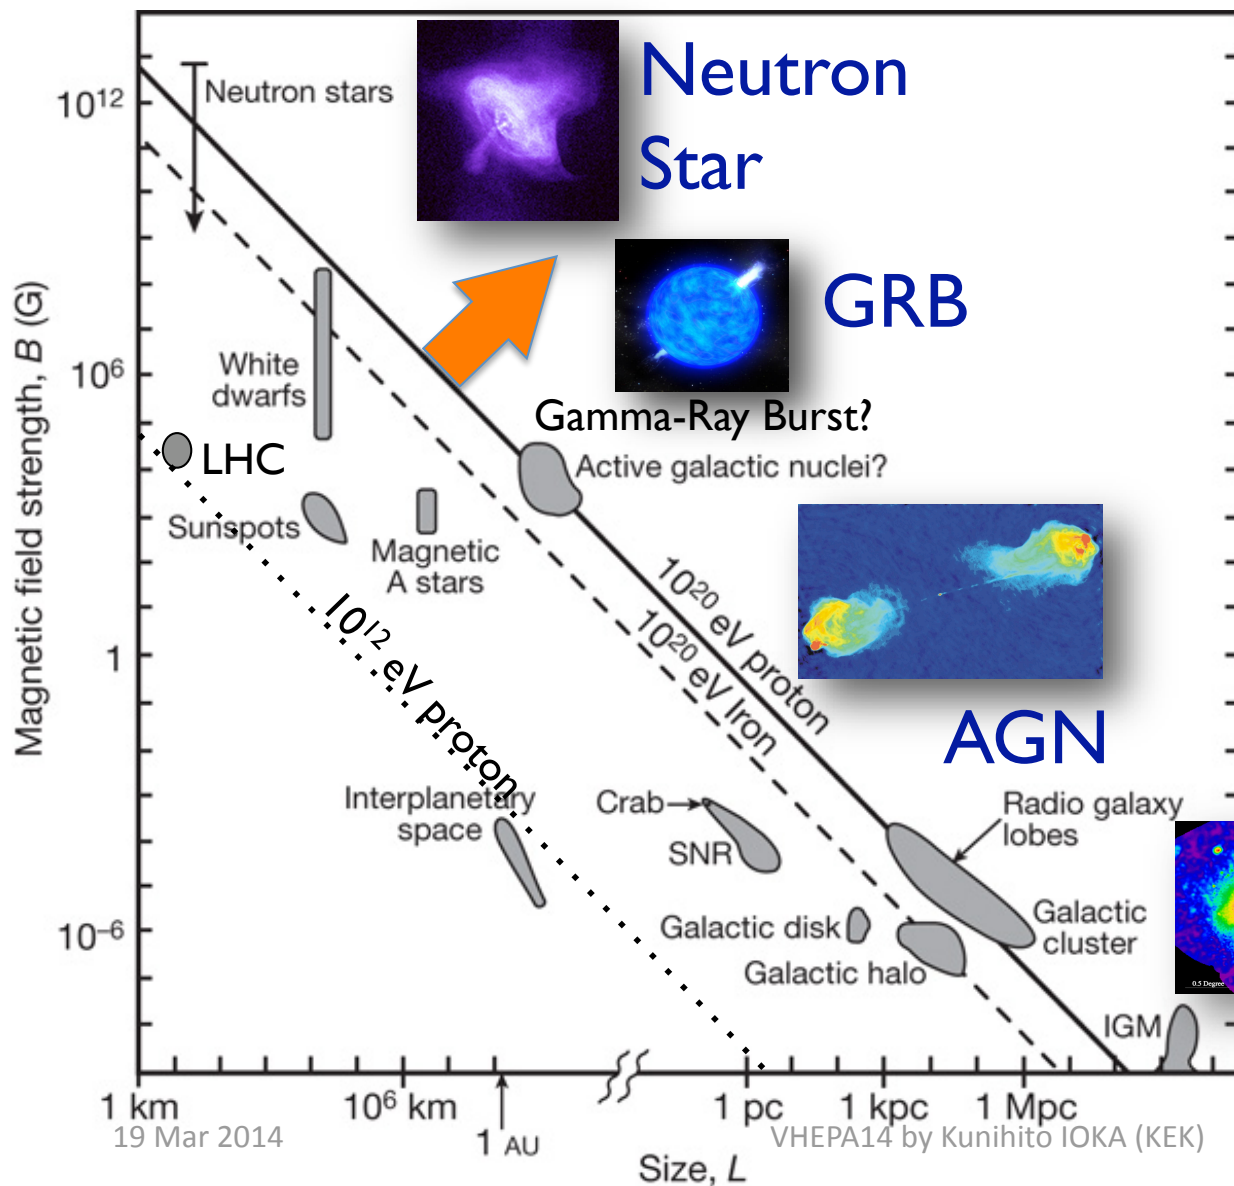 Neutron
Star
10¹² Neutron stars
GRB
White
dwarfs
10⁶
Gamma-Ray Burst?
LHC
Active galactic nuclei?
Sunspots
Magnetic
A stars
10²⁰ eV proton
10²⁰ eV Iron
10¹² eV proton
1
Magnetic field strength, B (G)
AGN
Interplanetary
space
Crab
SNR
Radio galaxy
lobes
10⁻⁶
Galactic disk
Galactic halo
Galactic
cluster
0.5 Degree
IGM
1 km 10⁶ km 1 pc 1 kpc 1 Mpc
1 AU
19 Mar 2014
VHEPA14 by Kunihito IOKA (KEK)
Size, L